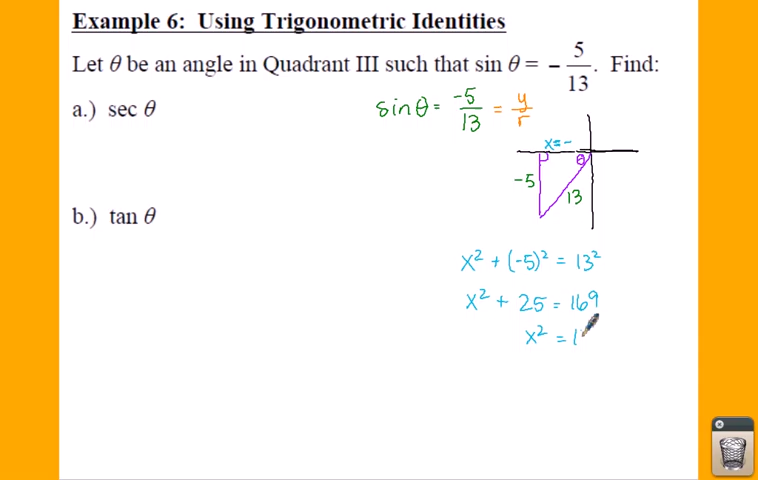 Example 6: Using Trigonometric Identities
Let θ be an angle in Quadrant III such that sin θ = − 5/13. Find:
a.) sec θ
sinθ = -5/13 = y/r
x = -
θ
-5
13
b.) tan θ
x² + (-5)² = 13²
x² + 25 = 169
x² = 1